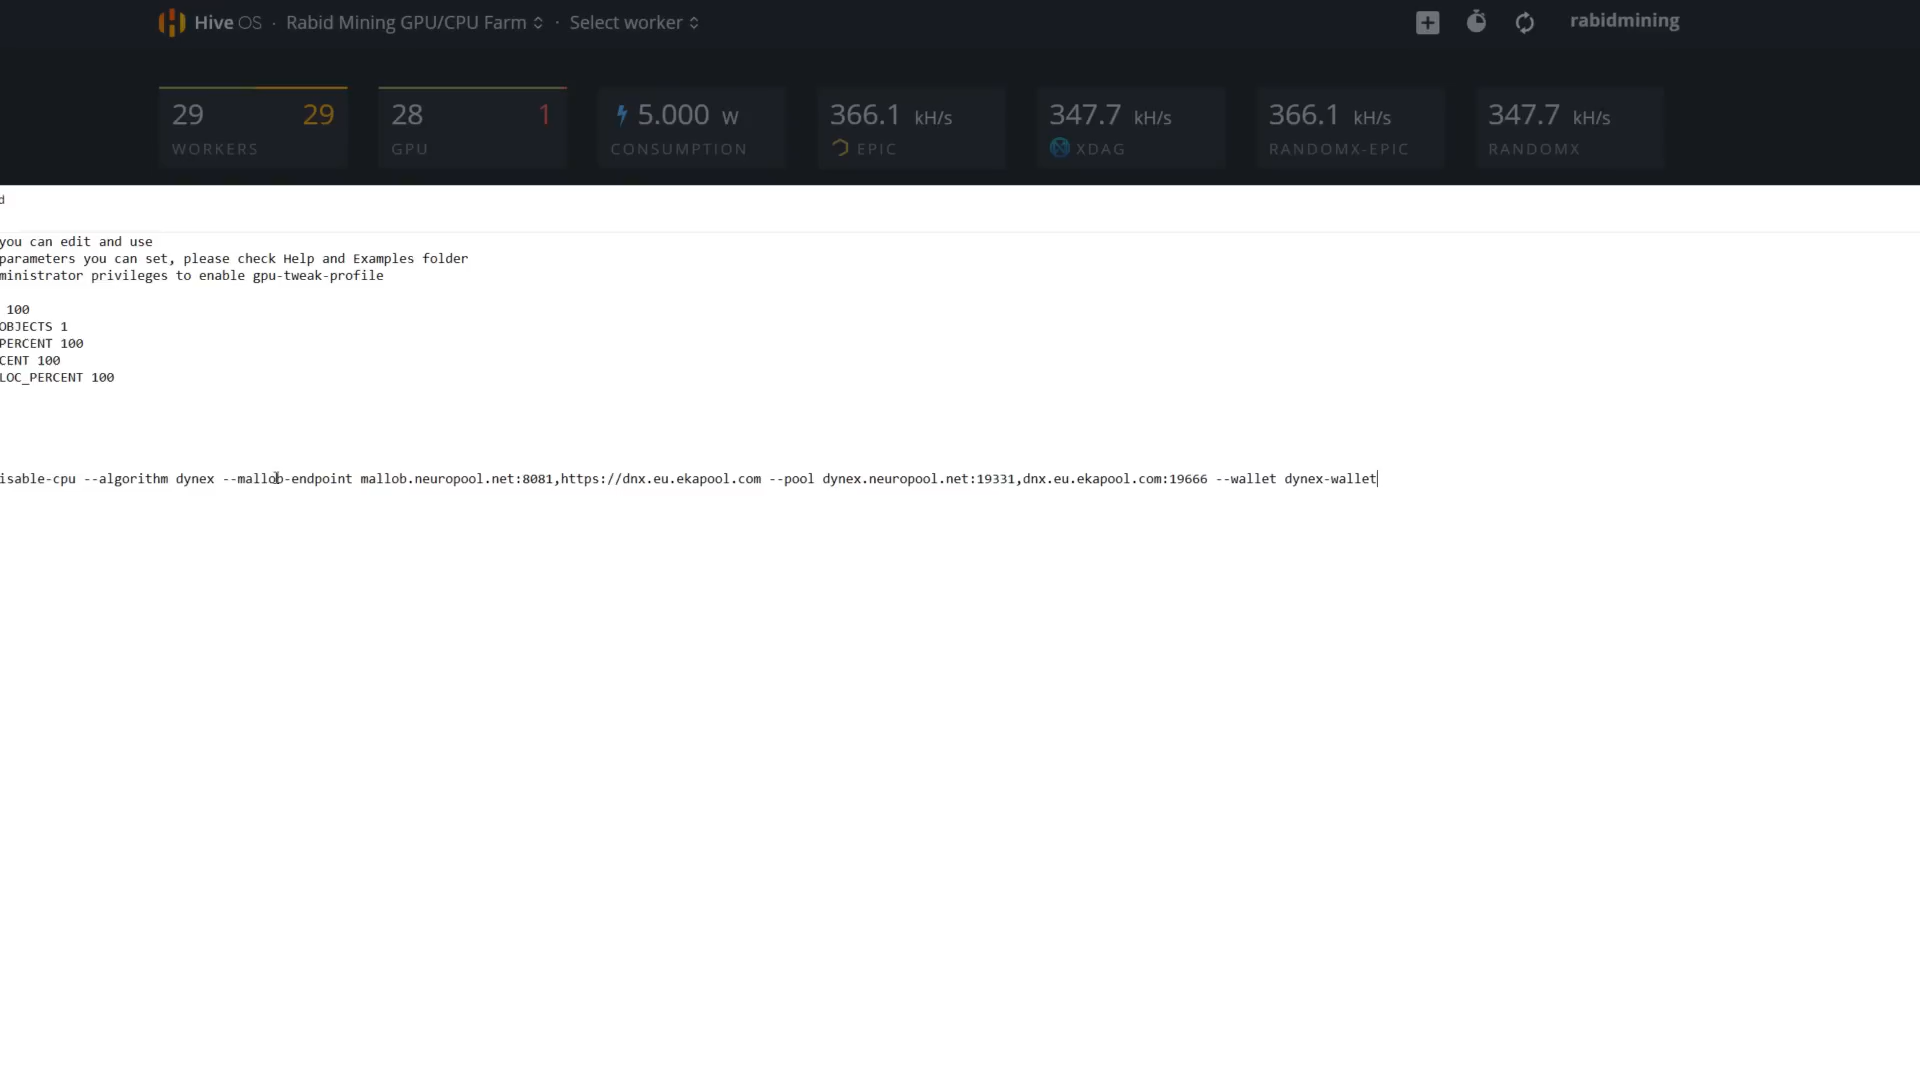 Hive OS · Rabid Mining GPU/CPU Farm · Select worker rabidmining
29 29 28 1 5.000 W 366.1 kH/s 347.7 kH/s 366.1 kH/s 347.7 kH/s
WORKERS GPU CONSUMPTION EPIC XDAG RANDOMX-EPIC RANDOMX
d
you can edit and use
parameters you can set, please check Help and Examples folder
ministrator privileges to enable gpu-tweak-profile
100
OBJECTS 1
PERCENT 100
CENT 100
LOC_PERCENT 100
isable-cpu --algorithm dynex --mallob-endpoint mallob.neuropool.net:8081,https://dnx.eu.ekapool.com --pool dynex.neuropool.net:19331,dnx.eu.ekapool.com:19666 --wallet dynex-wallet